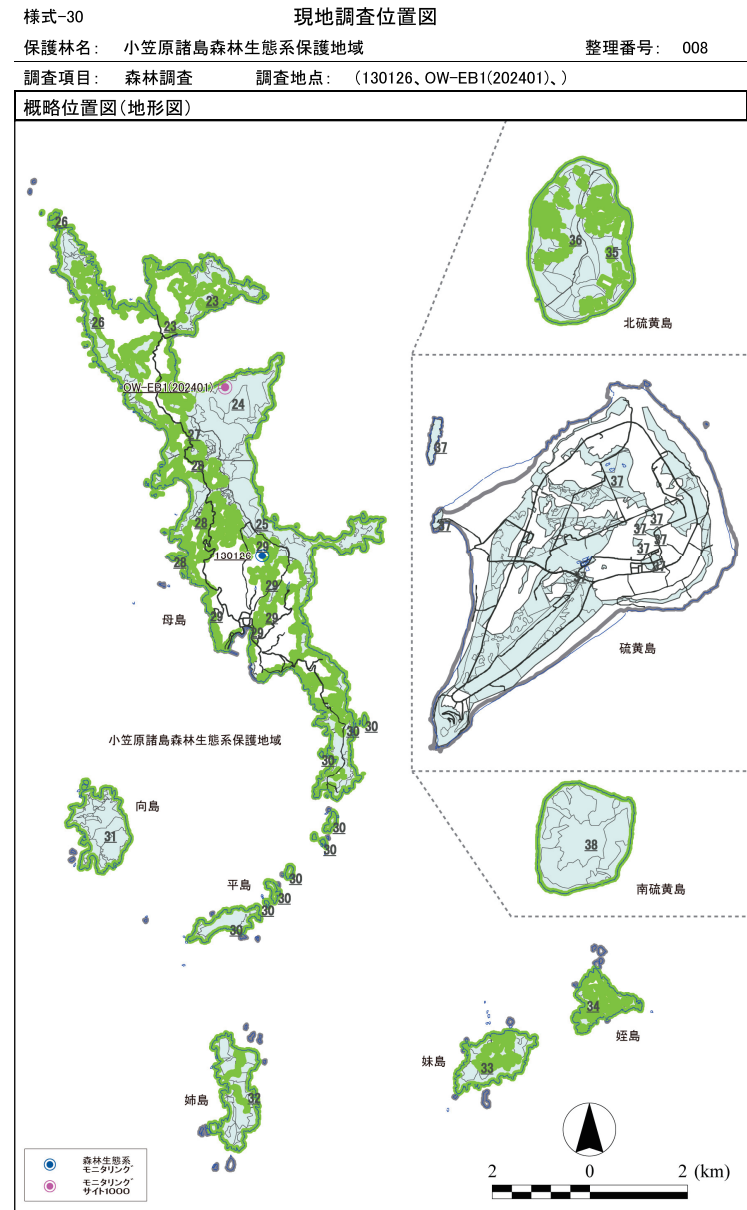 様式-30
現地調査位置図
保護林名: 小笠原諸島森林生態系保護地域
整理番号: 008
調査項目: 森林調査
調査地点: （130126、OW-EB1(202401)、）
概略位置図(地形図)
26
36
35
北硫黄島
23
26
23
OW-EB1(202401)
24
27
28
37
37
37
28
25
37
37
37
37
130126
29
28
37
37
29
母島
29
29
29
硫黄島
30
30
小笠原諸島森林生態系保護地域
30
向島
31
30
30
38
平島
30
30
30
30
南硫黄島
34
姪島
妹島
33
姉島
32
森林生態系
モニタリング
モニタリング
サイト1000
2 0 2 (km)